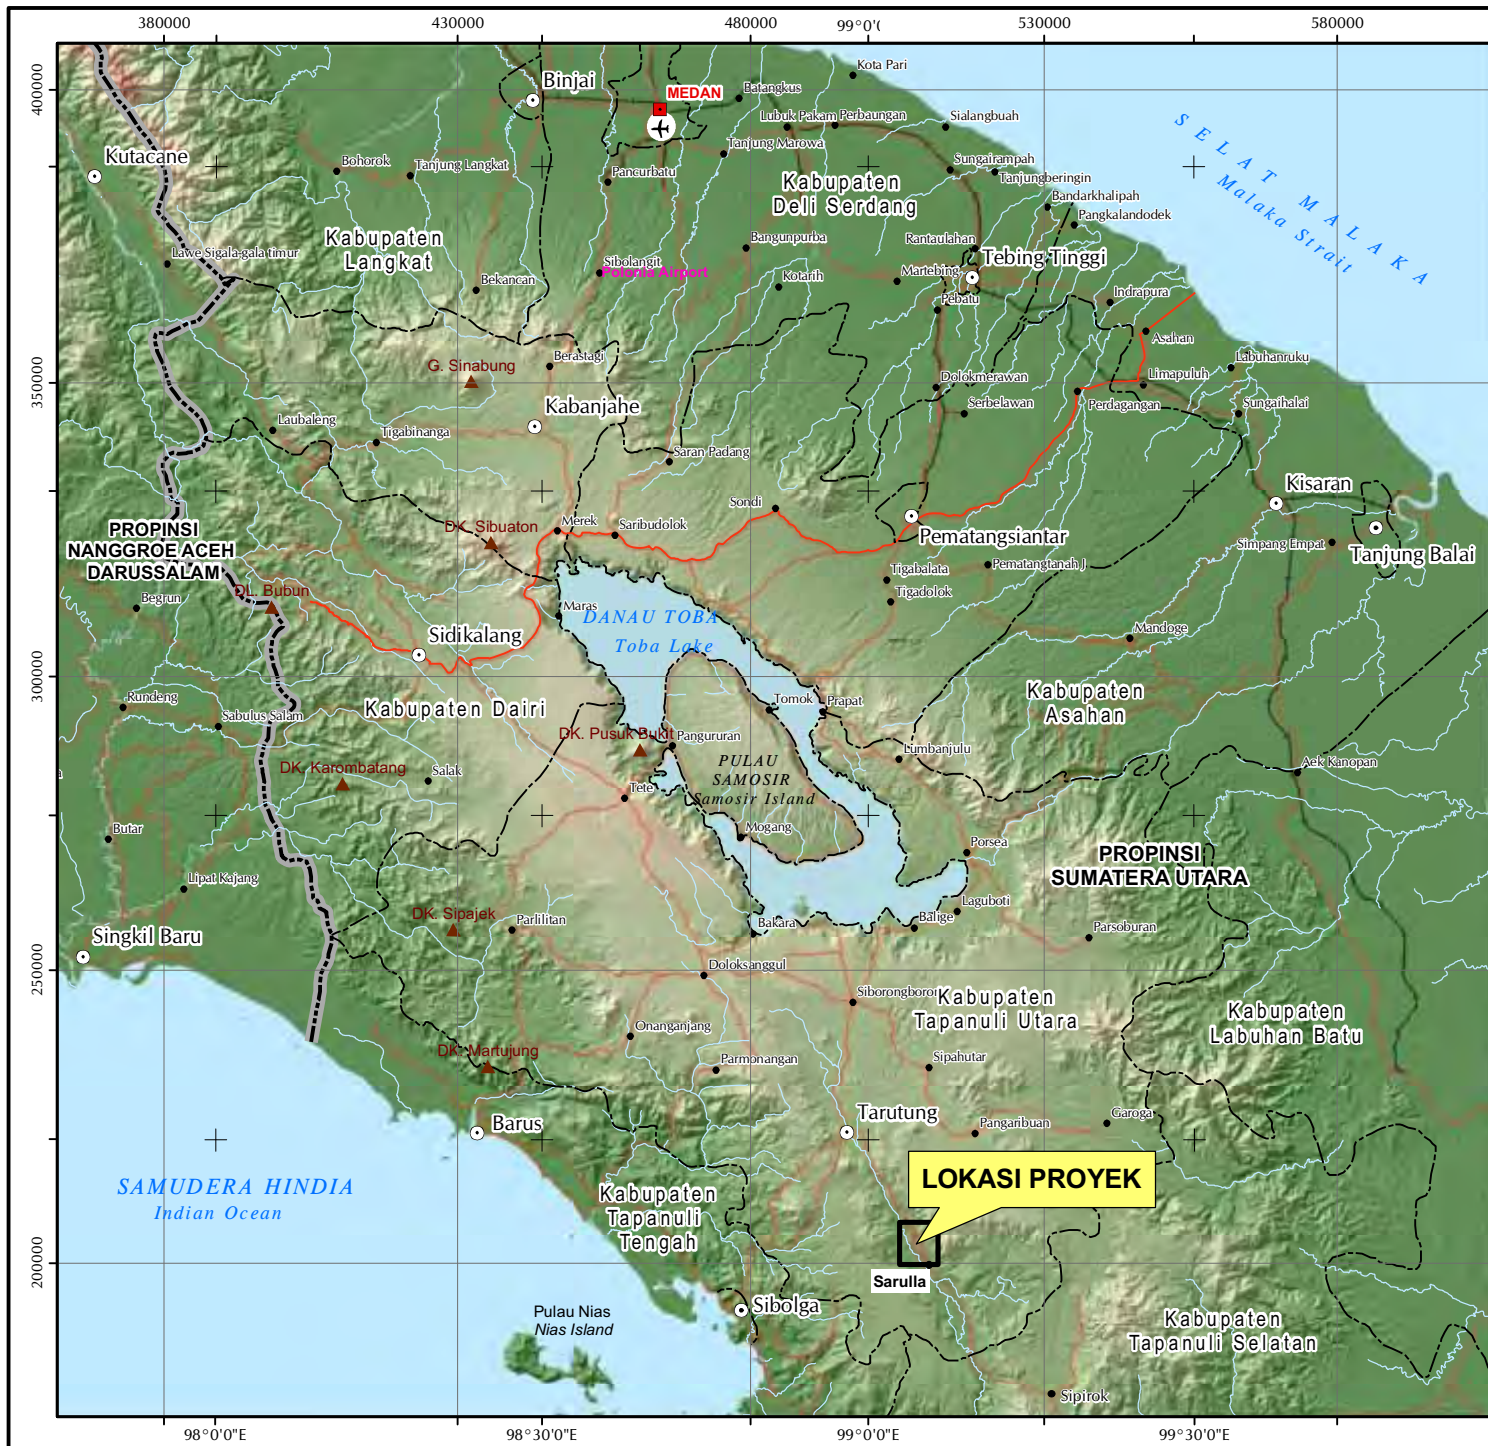 380000
430000
480000
99°0'(
530000
580000
400000
350000
300000
250000
200000
Kota Pari
Binjai
MEDAN
Batangkus
Lubuk Pakam
Perbaungan
Sialangbuah
SELAT MALAKA
Malaka Strait
Kutacane
Bohorok
Tanjung Langkat
Tanjung Marowa
Pancurbatu
Sungairampah
Tanjungberingin
Kabupaten
Deli Serdang
Bandarkhalipah
Pangkalandodek
Kabupaten
Langkat
Lawe Sigala-gala timur
Bangunpurba
Rantaulahan
Tebing Tinggi
Sibolangit
Polonia Airport
Bekancan
Kotarih
Martebing
Pebatu
Indrapura
Asahan
G. Sinabung
Berastagi
Labuhanruku
Limapuluh
Dolokmerawan
Perdagangan
Serbelawan
Sungaihalai
Kabanjahe
Laubaleng
Tigabinanga
Saran Padang
Kisaran
Sondi
DK. Sibuaton
Merek
Saribudolok
Pematangsiantar
Simpang Empat
Tanjung Balai
PROPINSI
NANGGROE ACEH
DARUSSALAM
Tigabalata
Pematangtanah J
DL. Bubun
Begrun
Tigadolok
Maras
DANAU TOBA
Toba Lake
Sidikalang
Mandoge
Rundeng
Sabulus Salam
Kabupaten Dairi
Tomok
Prapat
Kabupaten
Asahan
DK. Pusuk Bukit
Pangururan
Lumbanjulu
PULAU
SAMOSIR
Samosir Island
DK. Karombatang
Salak
Aek Kanopan
Tete
Butar
Mogang
Porsea
PROPINSI
SUMATERA UTARA
Lipat Kajang
Laguboti
DK. Sipajek
Parlilitan
Bakara
Balige
Parsoburan
Singkil Baru
Doloksanggul
Siborongboror
Kabupaten
Tapanuli Utara
Kabupaten
Labuhan Batu
Onanganjang
DK. Martujung
Parmonangan
Sipahutar
Barus
Tarutung
Pangaribuan
Garoga
LOKASI PROYEK
SAMUDERA HINDIA
Indian Ocean
Kabupaten
Tapanuli
Tengah
Sarulla
Sibolga
Pulau Nias
Nias Island
Kabupaten
Tapanuli Selatan
Sipirok
98°0'0"E
98°30'0"E
99°0'0"E
99°30'0"E